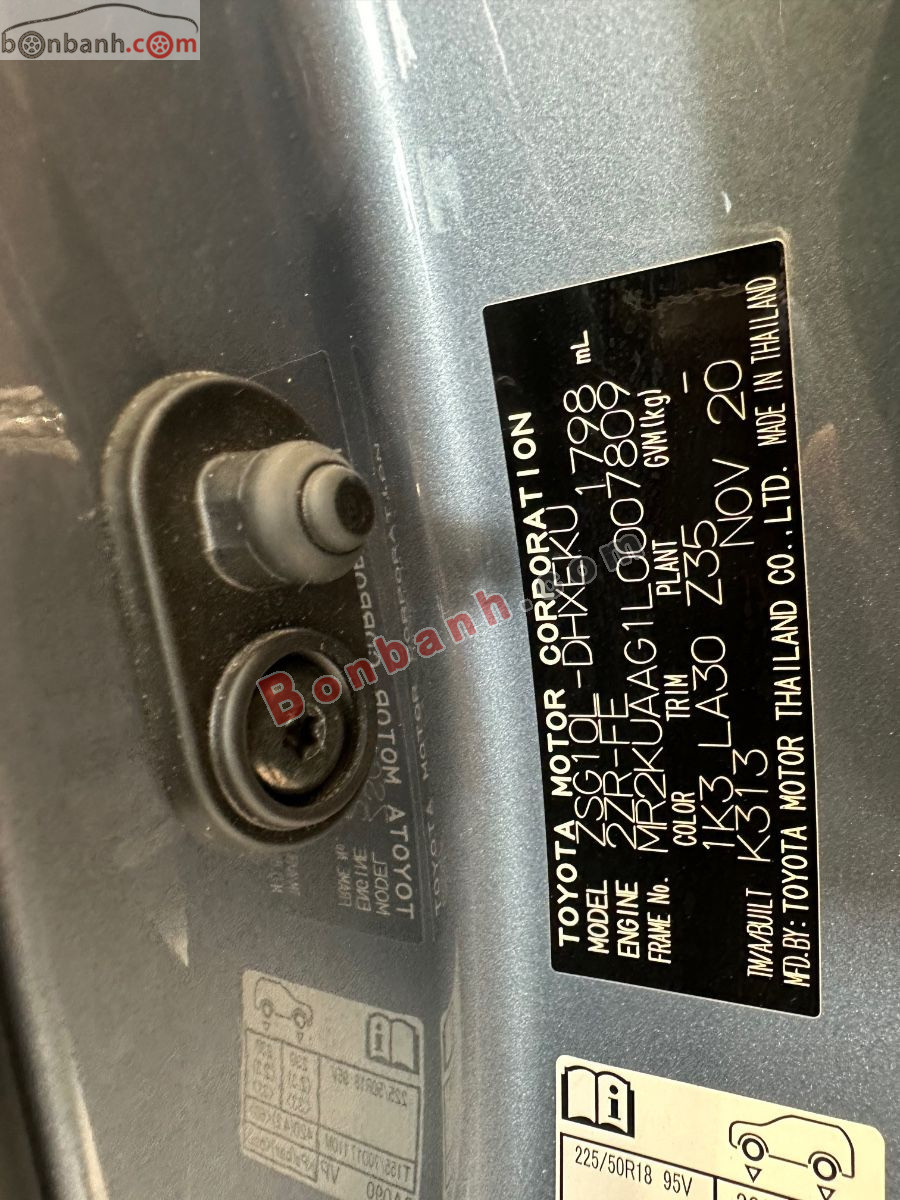 bonbanh.com
TOYOTA MOTOR CORPORATION
MODEL ZSG10L-DHXEKU 1798 mL
ENGINE 2ZR-FE
FRAME No. MR2KUAAG1L0007809
COLOR TRIM PLANT GVM(kg)
1K3 LA30 Z35 -
TM/A/BUILT K313 NOV 20
MFD.BY: TOYOTA MOTOR THAILAND CO.,LTD. MADE IN THAILAND
Bonbanh.com
225/50R18 95V